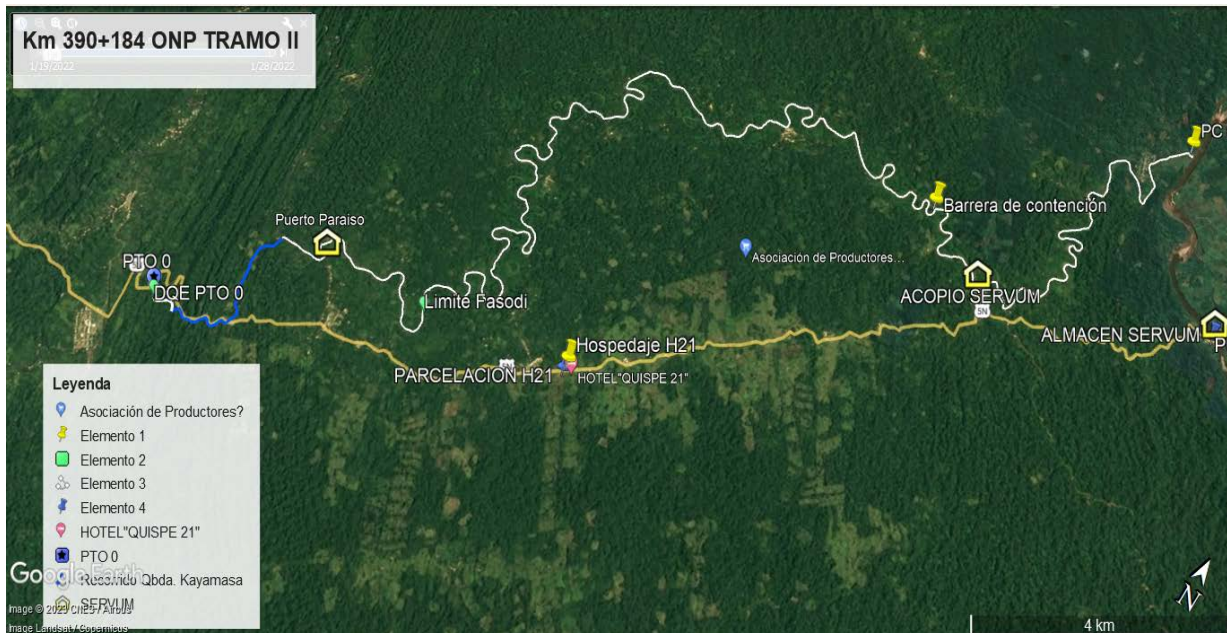 Km 390+184 ONP TRAMO II
1/19/2022
1/28/2022
PC
Barrera de contención
Puerto Paraiso
Asociación de Productores...
PTO 0
DQE PTO 0
Limite Fasodi
ACOPIO SERVUM
5N
ALMACEN SERVUM
P
Hospedaje H21
PARCELACION H21
HOTEL"QUISPE 21"
Leyenda
Asociación de Productores?
Elemento 1
Elemento 2
Elemento 3
Elemento 4
HOTEL"QUISPE 21"
PTO 0
Recorrido Qbda. Kayamasa
SERVUM
Google Earth
Image © 2023 CNES / Airbus
Image Landsat / Copernicus
N
4 km